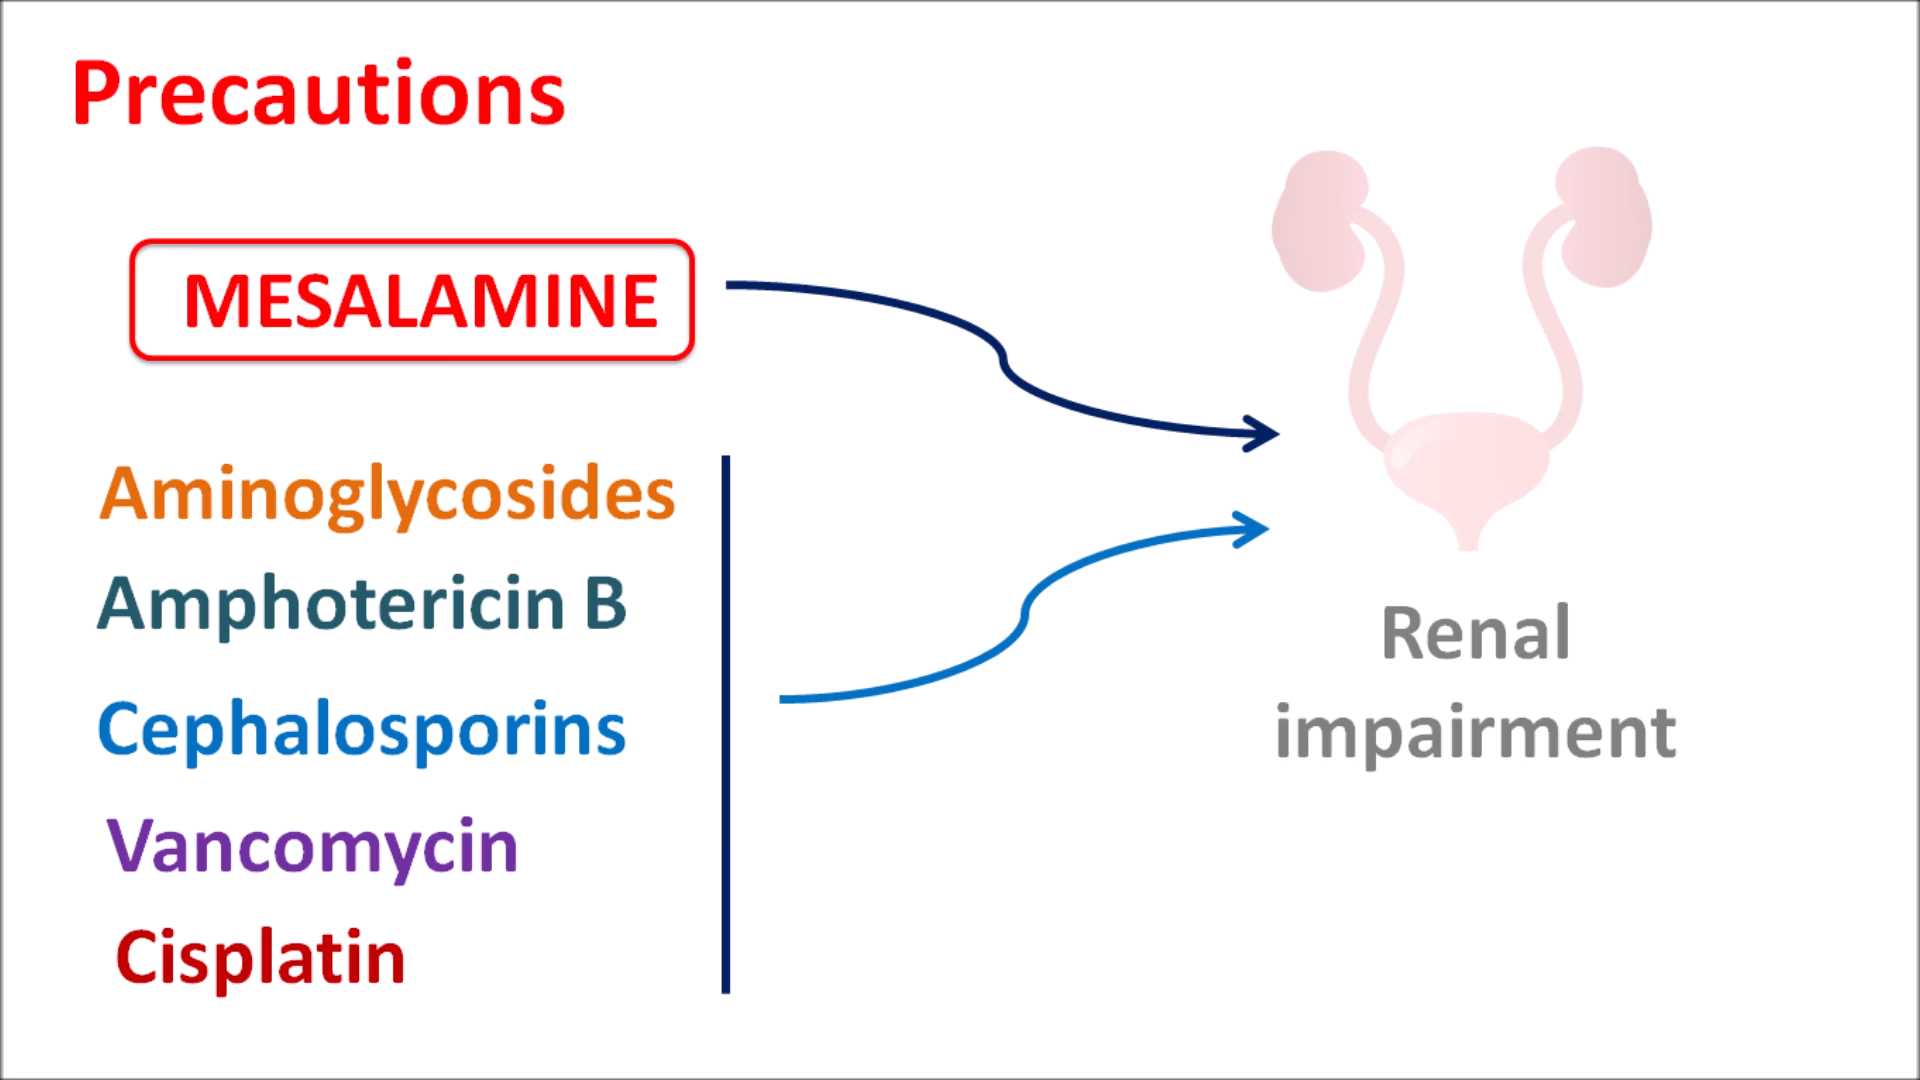 Precautions
MESALAMINE
Aminoglycosides
Amphotericin B
Cephalosporins
Vancomycin
Cisplatin
Renal
impairment